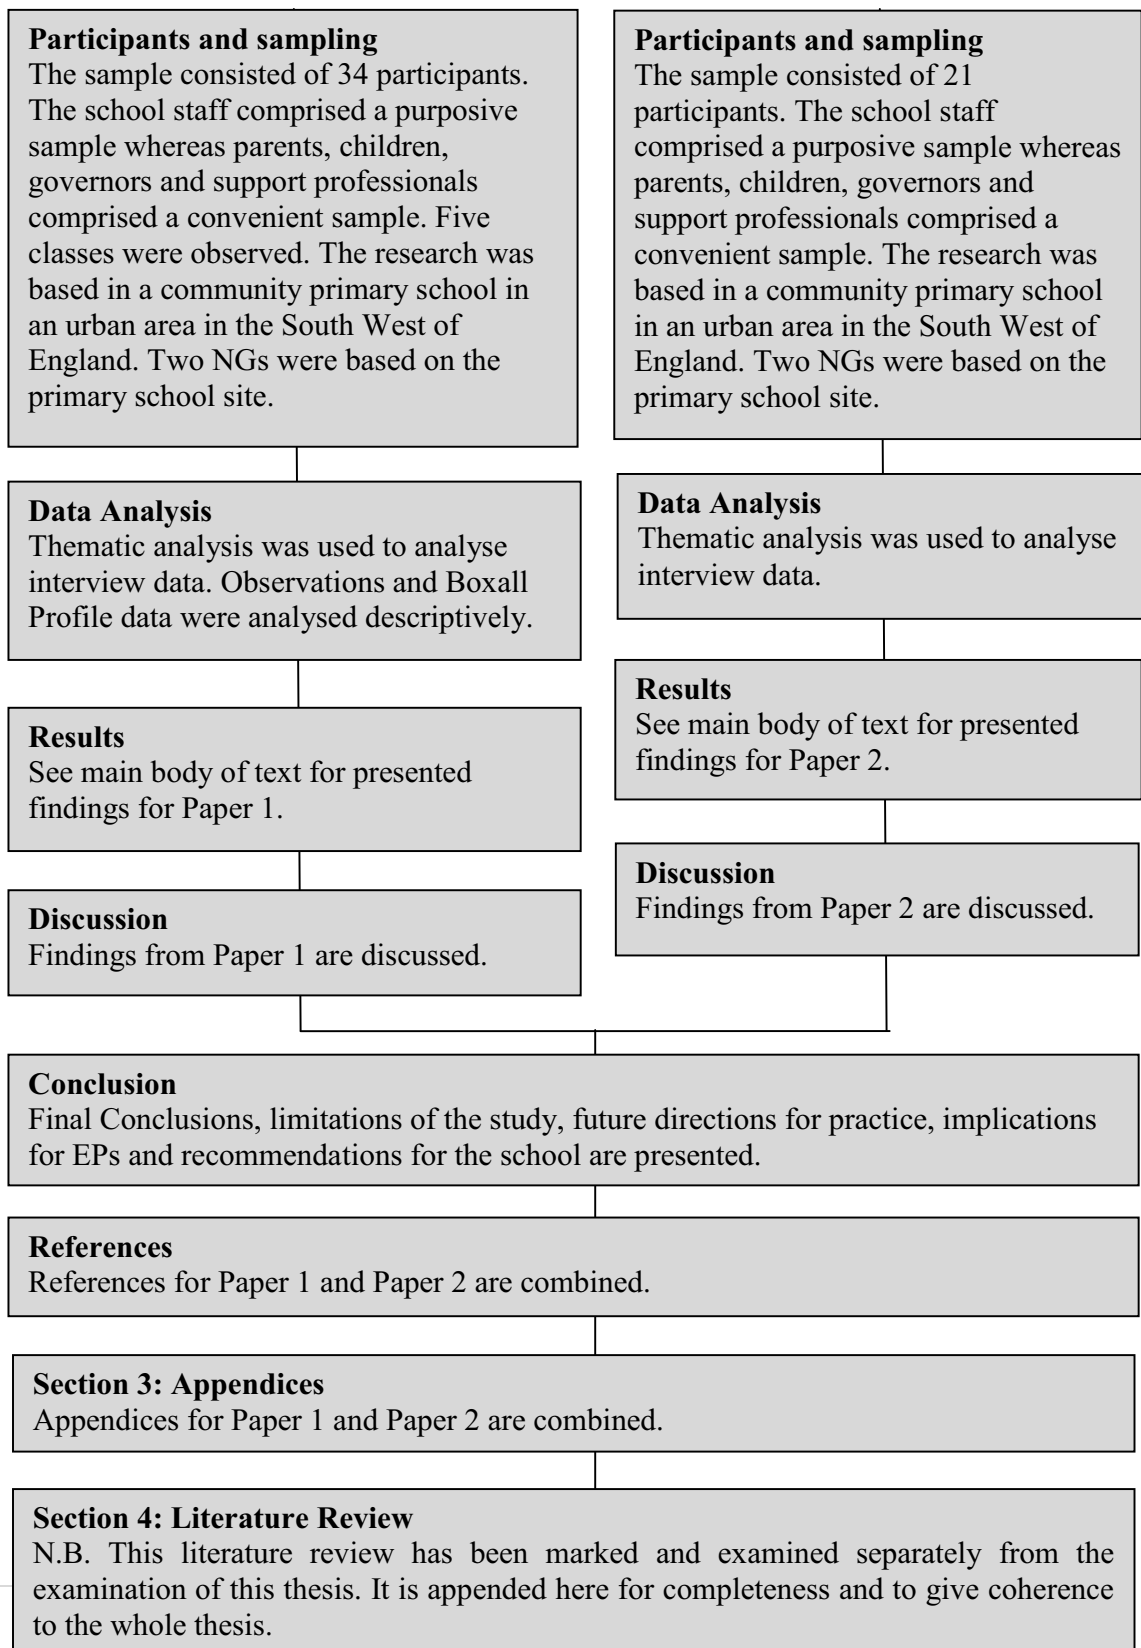 Participants and sampling
The sample consisted of 34 participants.
The school staff comprised a purposive
sample whereas parents, children,
governors and support professionals
comprised a convenient sample. Five
classes were observed. The research was
based in a community primary school in
an urban area in the South West of
England. Two NGs were based on the
primary school site.
Participants and sampling
The sample consisted of 21
participants. The school staff
comprised a purposive sample whereas
parents, children, governors and
support professionals comprised a
convenient sample. The research was
based in a community primary school
in an urban area in the South West of
England. Two NGs were based on the
primary school site.
Data Analysis
Thematic analysis was used to analyse
interview data. Observations and Boxall
Profile data were analysed descriptively.
Data Analysis
Thematic analysis was used to analyse
interview data.
Results
See main body of text for presented
findings for Paper 1.
Results
See main body of text for presented
findings for Paper 2.
Discussion
Findings from Paper 1 are discussed.
Discussion
Findings from Paper 2 are discussed.
Conclusion
Final Conclusions, limitations of the study, future directions for practice, implications
for EPs and recommendations for the school are presented.
References
References for Paper 1 and Paper 2 are combined.
Section 3: Appendices
Appendices for Paper 1 and Paper 2 are combined.
Section 4: Literature Review
N.B. This literature review has been marked and examined separately from the
examination of this thesis. It is appended here for completeness and to give coherence
to the whole thesis.